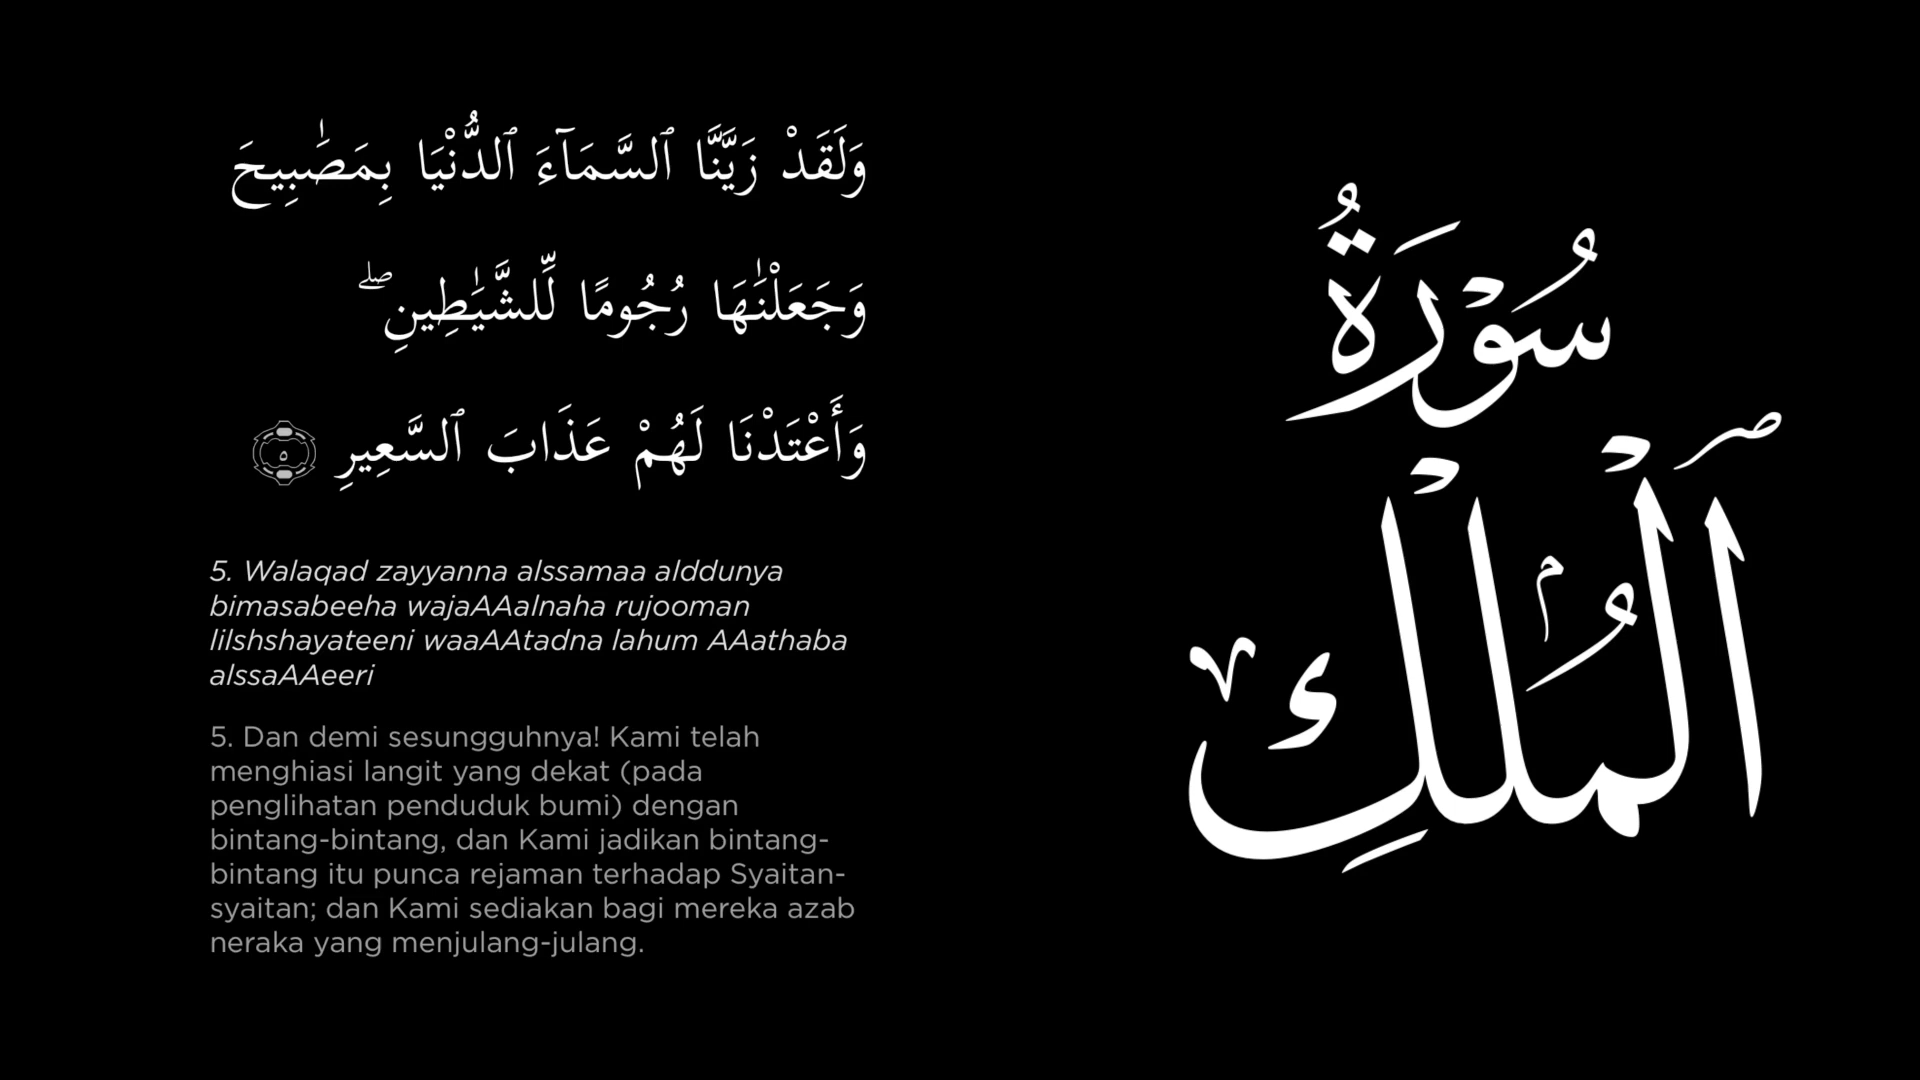 وَلَقَدْ زَيَّنَّا ٱلسَّمَآءَ ٱلدُّنْيَا بِمَصَٰبِيحَ
وَجَعَلْنَٰهَا رُجُومًا لِّلشَّيَٰطِينِ ۖ
وَأَعْتَدْنَا لَهُمْ عَذَابَ ٱلسَّعِيرِ ٥
5. Walaqad zayyanna alssamaa alddunya
bimasabeeha wajaAAalnaha rujooman
lilshshayateeni waaAAtadna lahum AAathaba
alssaAAeeri
5. Dan demi sesungguhnya! Kami telah
menghiasi langit yang dekat (pada
penglihatan penduduk bumi) dengan
bintang-bintang, dan Kami jadikan bintang-
bintang itu punca rejaman terhadap Syaitan-
syaitan; dan Kami sediakan bagi mereka azab
neraka yang menjulang-julang.
سُوْرَةُ
ٱلْمُلْكِ